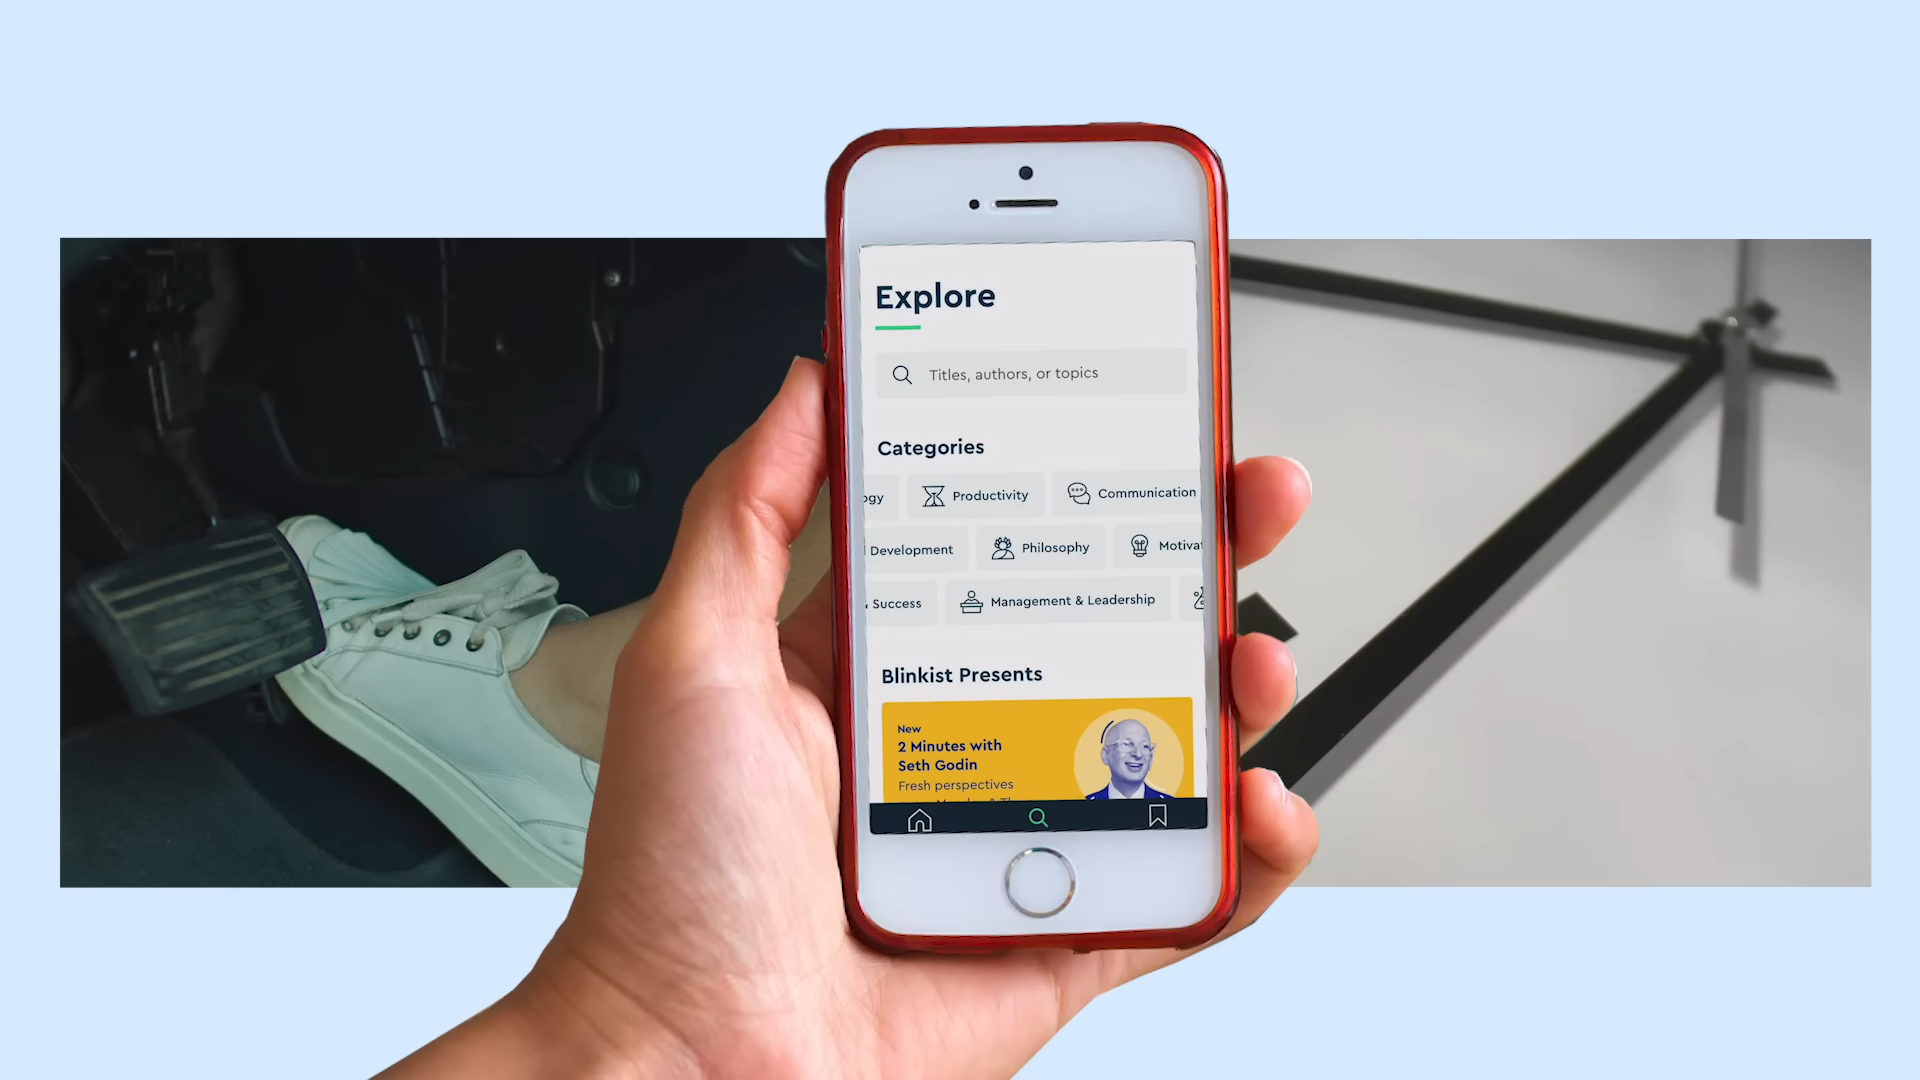 Explore
Titles, authors, or topics
Categories
Productivity
Communication
Development
Philosophy
& Success
Management & Leadership
Blinkist Presents
New
2 Minutes with
Seth Godin
Fresh perspectives